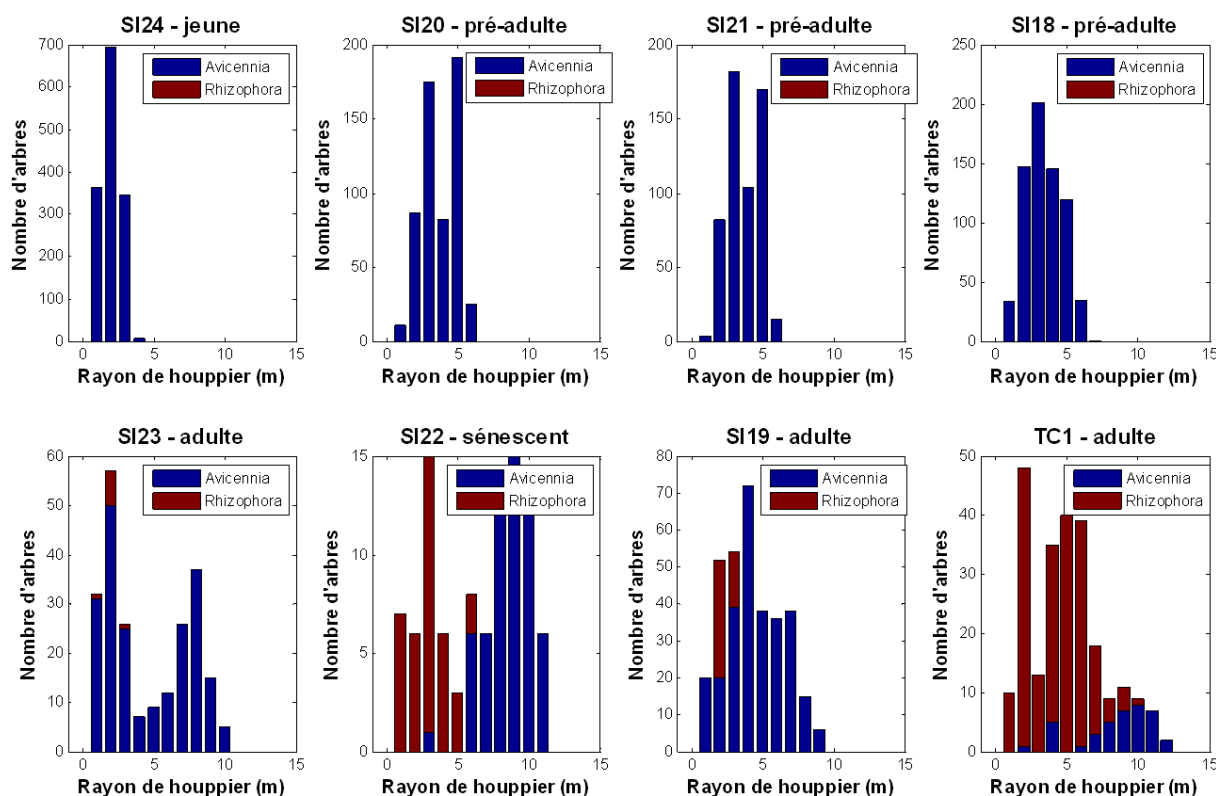 SI24 - jeune
700
600
500
400
300
200
100
0
Nombre d'arbres
Avicennia
Rhizophora
0 5 10 15
Rayon de houppier (m)
SI20 - pré-adulte
200
150
100
50
0
Nombre d'arbres
Avicennia
Rhizophora
0 5 10 15
Rayon de houppier (m)
SI21 - pré-adulte
200
150
100
50
0
Nombre d'arbres
Avicennia
Rhizophora
0 5 10 15
Rayon de houppier (m)
SI18 - pré-adulte
250
200
150
100
50
0
Nombre d'arbres
Avicennia
Rhizophora
0 5 10 15
Rayon de houppier (m)
SI23 - adulte
60
50
40
30
20
10
0
Nombre d'arbres
Avicennia
Rhizophora
0 5 10 15
Rayon de houppier (m)
SI22 - sénescent
15
10
5
0
Nombre d'arbres
Avicennia
Rhizophora
0 5 10 15
Rayon de houppier (m)
SI19 - adulte
80
70
60
50
40
30
20
10
0
Nombre d'arbres
Avicennia
Rhizophora
0 5 10 15
Rayon de houppier (m)
TC1 - adulte
50
40
30
20
10
0
Nombre d'arbres
Avicennia
Rhizophora
0 5 10 15
Rayon de houppier (m)